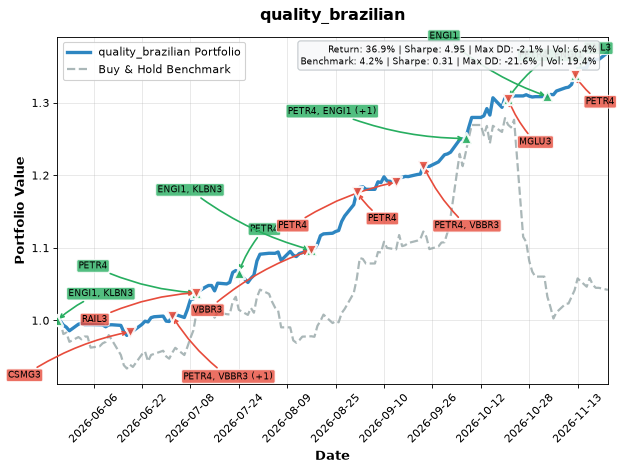 quality_brazilian
ENGI1
quality_brazilian Portfolio
Buy & Hold Benchmark
Return: 36.9% | Sharpe: 4.95 | Max DD: -2.1% | Vol: 6.4%
Benchmark: 4.2% | Sharpe: 0.31 | Max DD: -21.6% | Vol: 19.4%
PETR4
PETR4, ENGI1 (+1)
MGLU3
ENGI1, KLBN3
PETR4
PETR4
PETR4, VBBR3
PETR4
ENGI1, KLBN3
VBBR3
RAIL3
CSMG3
PETR4, VBBR3 (+1)
Portfolio Value
1.3
1.2
1.1
1.0
2026-06-06
2026-06-22
2026-07-08
2026-07-24
2026-08-09
2026-08-25
2026-09-10
2026-09-26
2026-10-12
2026-10-28
2026-11-13
Date